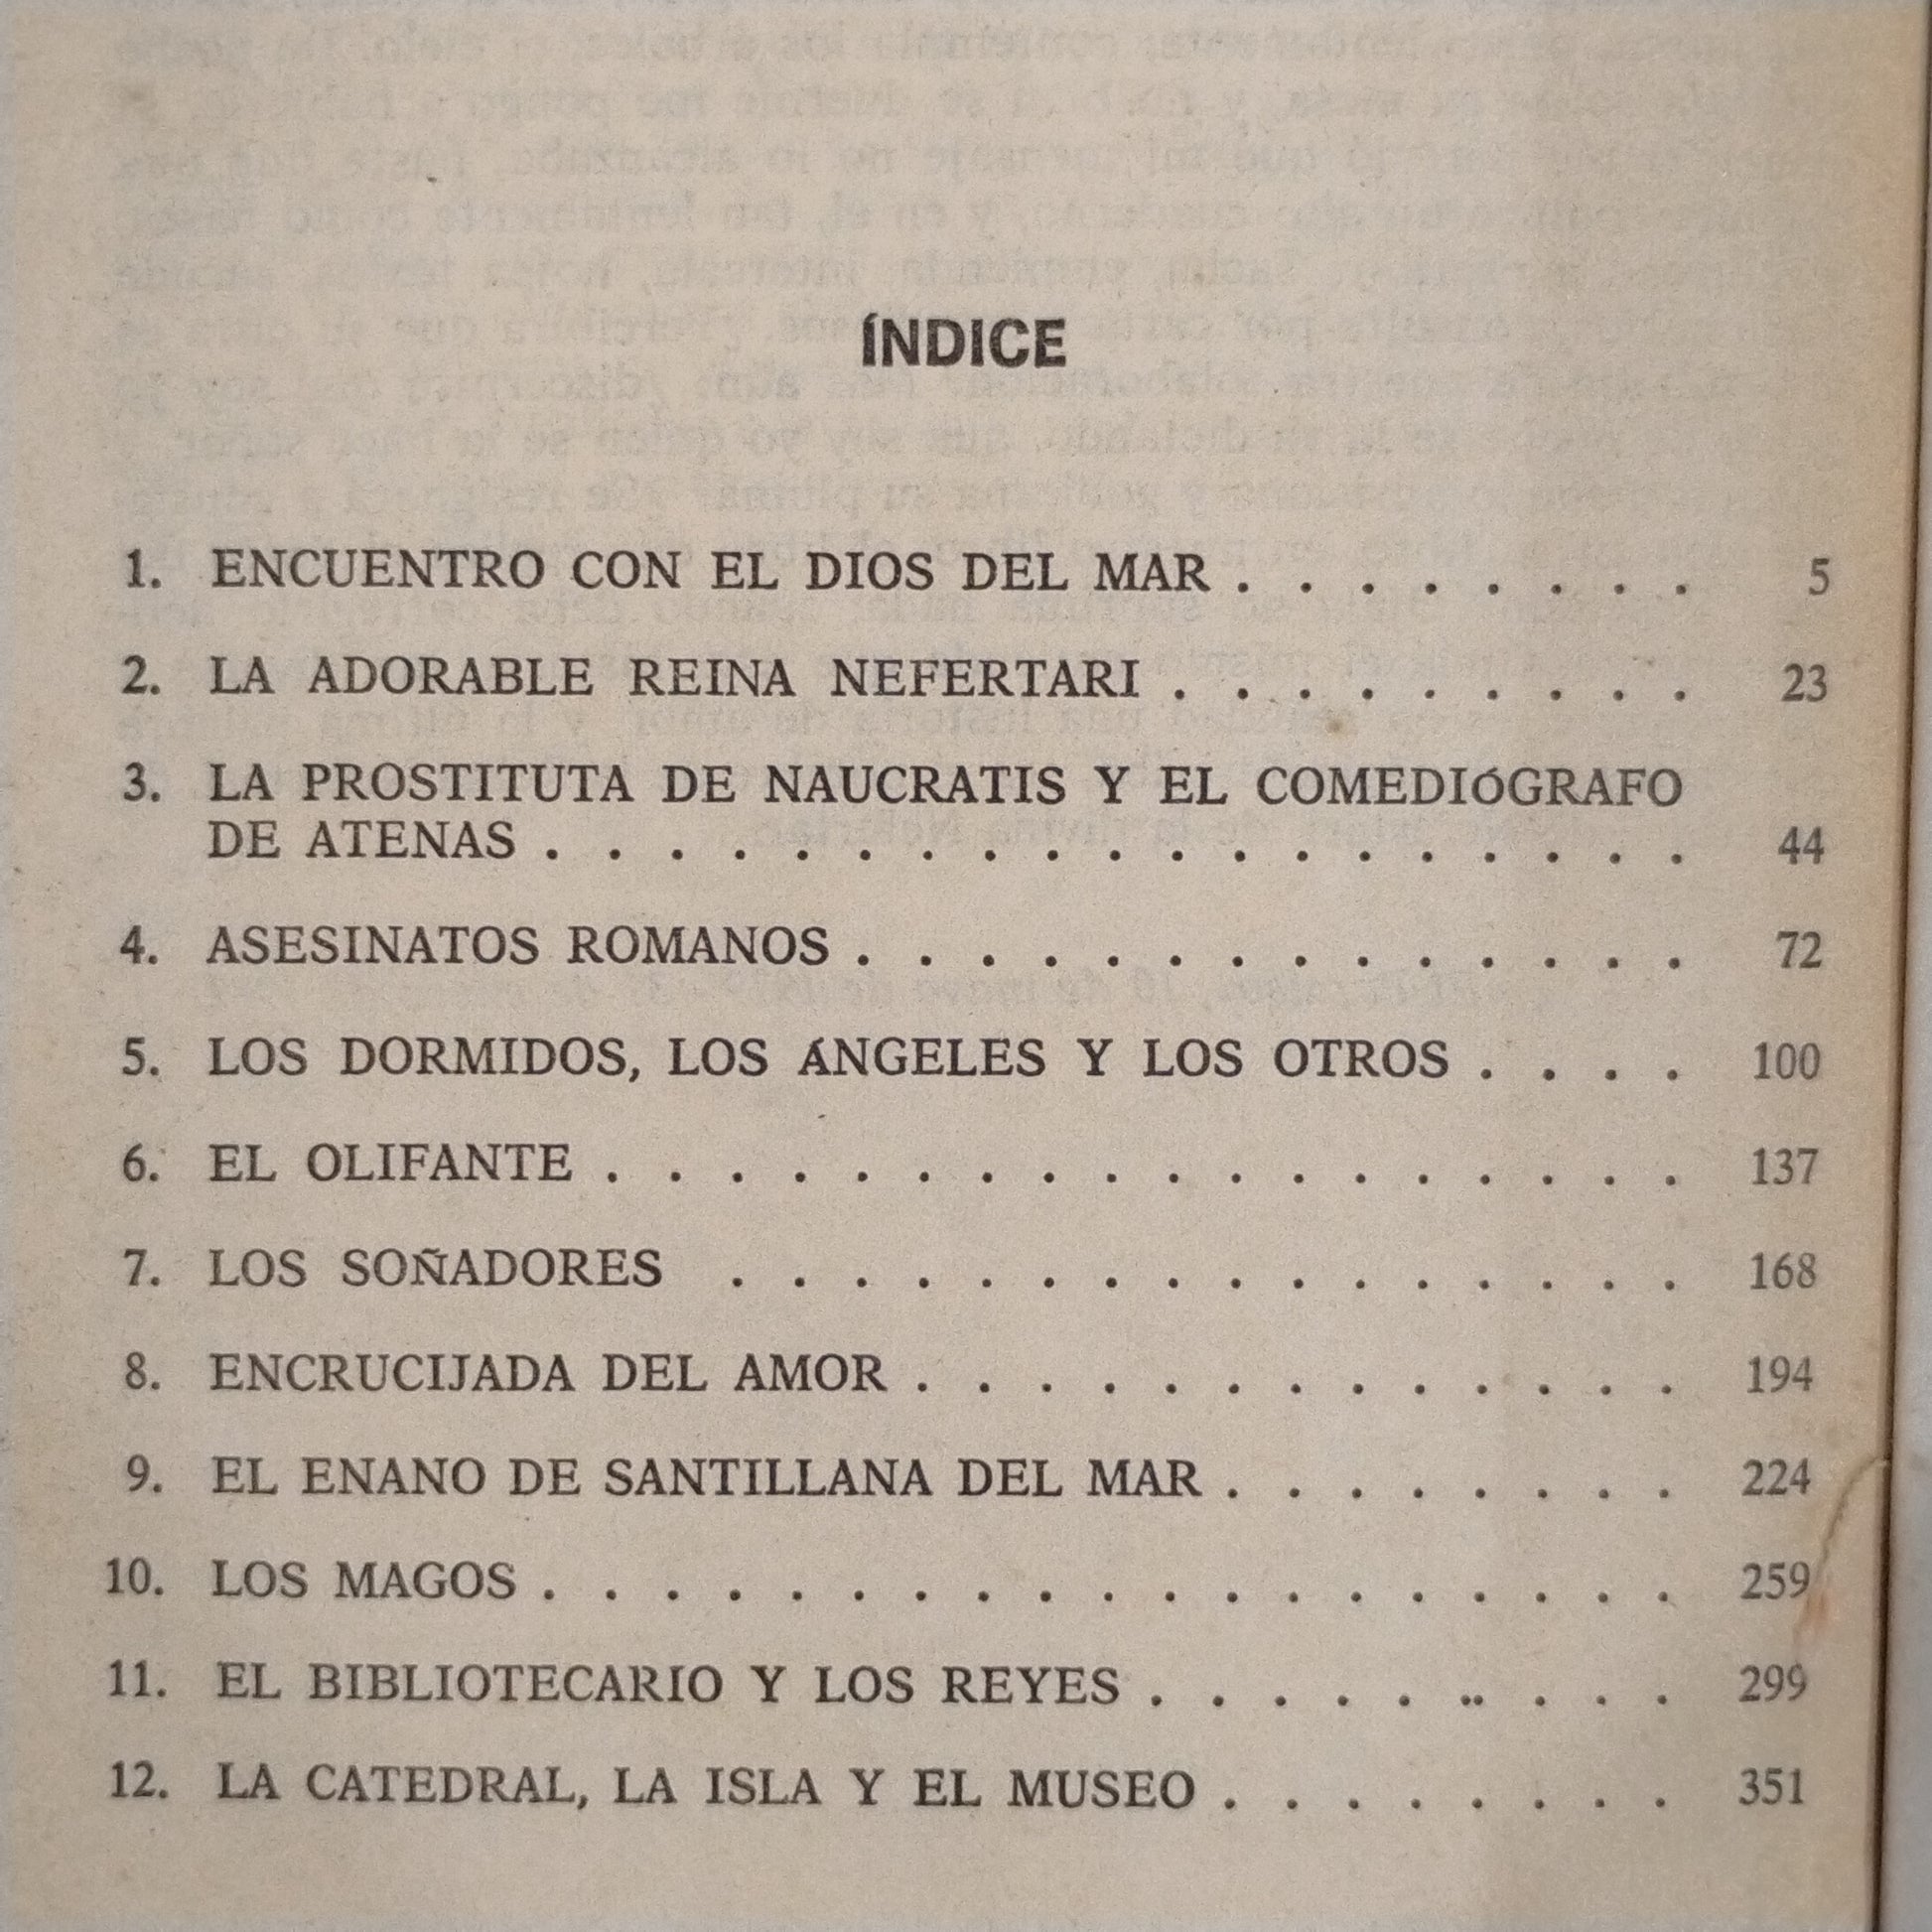 ÍNDICE
1. ENCUENTRO CON EL DIOS DEL MAR . . . . . . . . 5
2. LA ADORABLE REINA NEFERTARI . . . . . . . . . 23
3. LA PROSTITUTA DE NAUCRATIS Y EL COMEDIÓGRAFO
DE ATENAS . . . . . . . . . . . . . . . . . . . 44
4. ASESINATOS ROMANOS . . . . . . . . . . . . . . 72
5. LOS DORMIDOS, LOS ÁNGELES Y LOS OTROS . . . . 100
6. EL OLIFANTE . . . . . . . . . . . . . . . . . . 137
7. LOS SOÑADORES . . . . . . . . . . . . . . . . 168
8. ENCRUCIJADA DEL AMOR . . . . . . . . . . . . . 194
9. EL ENANO DE SANTILLANA DEL MAR . . . . . . . . 224
10. LOS MAGOS . . . . . . . . . . . . . . . . . . . 259
11. EL BIBLIOTECARIO Y LOS REYES . . . . . .. . . . 299
12. LA CATEDRAL, LA ISLA Y EL MUSEO . . . . . . . . 351